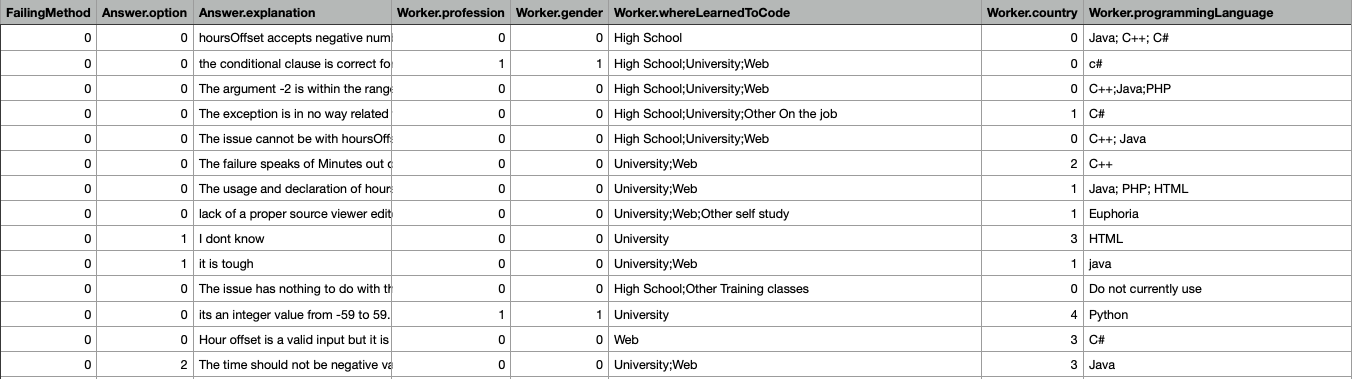 FailingMethod Answer.option Answer.explanation Worker.profession Worker.gender Worker.whereLearnedToCode Worker.country Worker.programmingLanguage
0 0 hoursOffset accepts negative num 0 0 High School 0 Java; C++; C#
0 0 the conditional clause is correct fo 1 1 High School;University;Web 0 c#
0 0 The argument -2 is within the range 0 0 High School;University;Web 0 C++;Java;PHP
0 0 The exception is in no way related 0 0 High School;University;Other On the job 1 C#
0 0 The issue cannot be with hoursOff 0 0 High School;University;Web 0 C++; Java
0 0 The failure speaks of Minutes out o 0 0 University;Web 2 C++
0 0 The usage and declaration of hour 0 0 University;Web 1 Java; PHP; HTML
0 0 lack of a proper source viewer edit 0 0 University;Web;Other self study 1 Euphoria
0 1 I dont know 0 0 University 3 HTML
0 1 it is tough 0 0 University;Web 1 java
0 0 The issue has nothing to do with th 0 0 High School;Other Training classes 0 Do not currently use
0 0 its an integer value from -59 to 59. 1 1 University 4 Python
0 0 Hour offset is a valid input but it is 0 0 Web 3 C#
0 2 The time should not be negative va 0 0 University;Web 3 Java